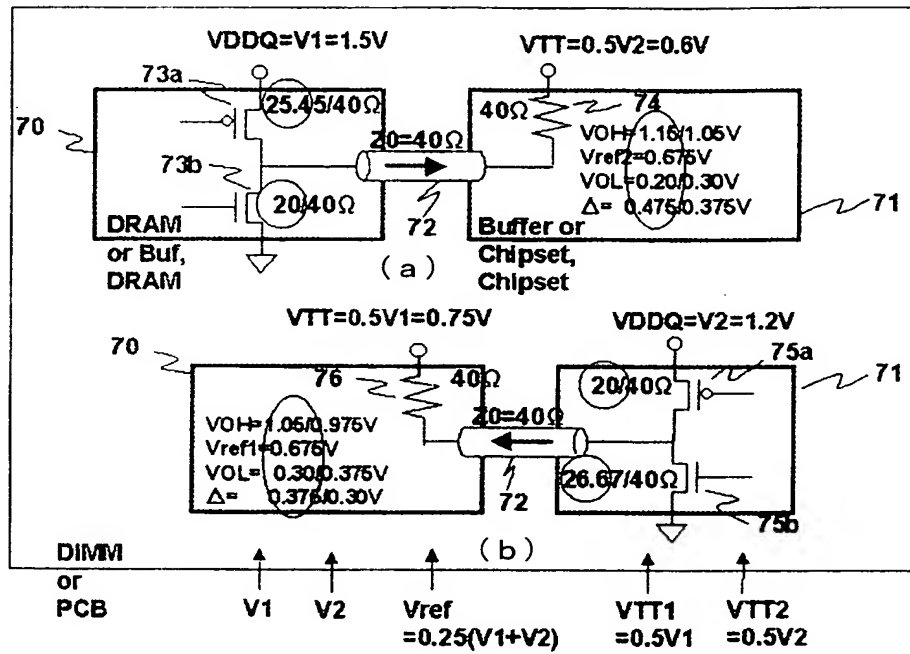 VDDQ=V1=1.5V
VTT=0.5V2=0.6V
73a
70
25.45/40Ω
40Ω
74
Z0=40Ω
VOH=1.15/1.05V
Vref2=0.675V
VOL=0.20/0.30V
Δ= 0.475/0.375V
73b
20/40Ω
72
71
DRAM
or Buf,
DRAM
Buffer or
Chipset,
Chipset
(a)
VTT=0.5V1=0.75V
VDDQ=V2=1.2V
70
76
40Ω
20/40Ω
75a
71
Z0=40Ω
VOH=1.05/0.975V
Vref1=0.675V
VOL= 0.30/0.375V
Δ= 0.375/0.30V
72
26.67/40Ω
75b
(b)
DIMM
or
PCB
V1
V2
Vref
=0.25(V1+V2)
VTT1
=0.5V1
VTT2
=0.5V2